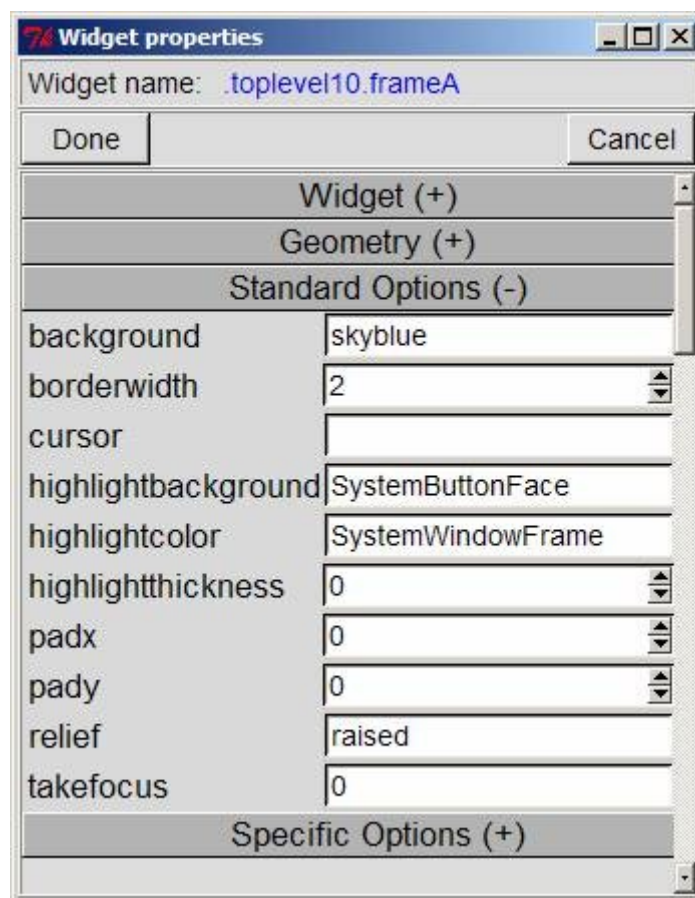 Widget properties
Widget name: .toplevel10.frameA
Done Cancel
Widget (+)
Geometry (+)
Standard Options (-)
background skyblue
borderwidth 2
cursor
highlightbackground SystemButtonFace
highlightcolor SystemWindowFrame
highlightthickness 0
padx 0
pady 0
relief raised
takefocus 0
Specific Options (+)